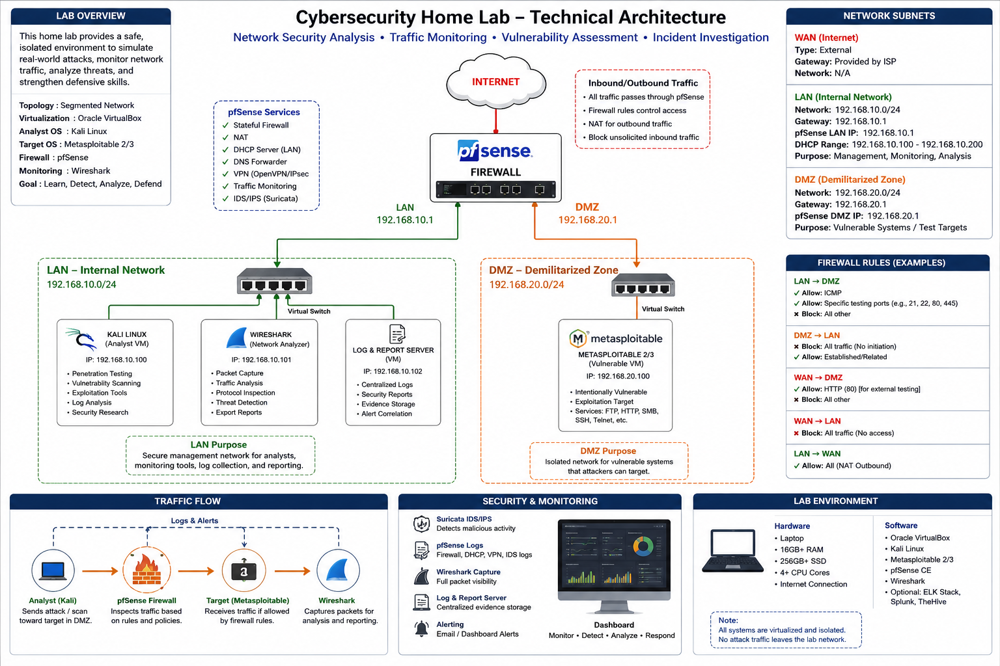 Cybersecurity Home Lab – Technical Architecture
Network Security Analysis • Traffic Monitoring • Vulnerability Assessment • Incident Investigation
LAB OVERVIEW
This home lab provides a safe,
isolated environment to simulate
real-world attacks, monitor network
traffic, analyze threats, and
strengthen defensive skills.
Topology : Segmented Network
Virtualization : Oracle VirtualBox
Analyst OS : Kali Linux
Target OS : Metasploitable 2/3
Firewall : pfSense
Monitoring : Wireshark
Goal : Learn, Detect, Analyze, Defend
pfSense Services
✓ Stateful Firewall
✓ NAT
✓ DHCP Server (LAN)
✓ DNS Forwarder
✓ VPN (OpenVPN/IPsec
✓ Traffic Monitoring
✓ IDS/IPS (Suricata)
INTERNET
Inbound/Outbound Traffic
• All traffic passes through pfSense
• Firewall rules control access
• NAT for outbound traffic
• Block unsolicited inbound traffic
pfsense
FIREWALL
LAN
192.168.10.1
DMZ
192.168.20.1
NETWORK SUBNETS
WAN (Internet)
Type: External
Gateway: Provided by ISP
Network: N/A
LAN (Internal Network)
Network: 192.168.10.0/24
Gateway: 192.168.10.1
pfSense LAN IP: 192.168.10.1
DHCP Range: 192.168.10.100 - 192.168.10.200
Purpose: Management, Monitoring, Analysis
DMZ (Demilitarized Zone)
Network: 192.168.20.0/24
Gateway: 192.168.20.1
pfSense DMZ IP: 192.168.20.1
Purpose: Vulnerable Systems / Test Targets
LAN – Internal Network
192.168.10.0/24
Virtual Switch
KALI LINUX
(Analyst VM)
IP: 192.168.10.100
• Penetration Testing
• Vulnetrablity Scanning
• Exploitation Tools
• Log Analysis
• Security Research
WIRESHARK
(Network Analyzer)
IP: 192.168.10.101
• Packet Capture
• Traffic Analysis
• Protocol Inspection
• Threat Detection
• Export Reports
LOG & REPORT SERVER
(VM)
IP: 192.168.10.102
• Centralized Logs
• Security Reports
• Evidence Storage
• Alert Correlation
LAN Purpose
Secure management network for analysts,
monitoring tools, log collection, and reporting.
DMZ – Demilitarized Zone
192.168.20.0/24
Virtual Switch
metasploitable
METASPLOITABLE 2/3
(Vulnerable VM)
IP: 192.168.20.100
• Intentionally Vulnerable
• Exploitation Target
• Services: FTP, HTTP, SMB,
SSH, Telnet, etc.
DMZ Purpose
Isolated network for vulnerable systems
that attackers can target.
FIREWALL RULES (EXAMPLES)
LAN → DMZ
✓ Allow: ICMP
✓ Allow: Specific testing ports (e.g., 21, 22, 80, 445)
✗ Block: All other
DMZ → LAN
✗ Block: All traffic (No initiation)
✓ Allow: Established/Related
WAN → DMZ
✓ Allow: HTTP (80) [for external testing]
✗ Block: All other
WAN → LAN
✗ Block: All traffic (No access)
LAN → WAN
✓ Allow: All (NAT Outbound)
TRAFFIC FLOW
Logs & Alerts
Analyst (Kali)
Sends attack / scan
toward target in DMZ.
pfSense Firewall
Inspects traffic based
on rules and policies.
Target (Metasploitable)
Receives traffic if allowed
by firewall rules.
Wireshark
Captures packets for
analysis and reporting.
SECURITY & MONITORING
Suricata IDS/IPS
Detects malicious activity
pfSense Logs
Firewall, DHCP, VPN, IDS logs
Wireshark Capture
Full packet visibility
Log & Report Server
Centralized evidence storage
Alerting
Email / Dashboard Alerts
Dashboard
Monitor • Detect • Analyze • Respond
LAB ENVIRONMENT
Hardware
• Laptop
• 16GB+ RAM
• 256GB+ SSD
• 4+ CPU Cores
• Internet Connection
Software
• Oracle VirtualBox
• Kali Linux
• Metasploitable 2/3
• pfSense CE
• Wireshark
• Optional: ELK Stack,
Splunk, TheHIve
Note:
All systems are virtualized and isolated.
No attack traffic leaves the lab network.